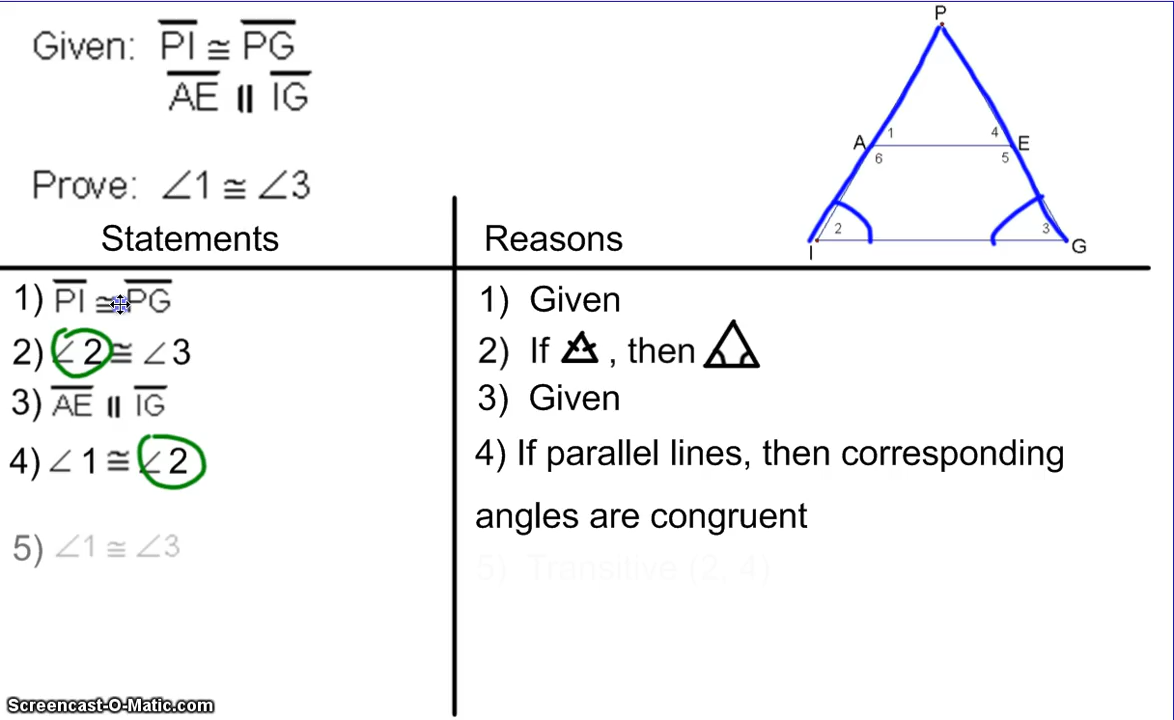 Given: PI ≅ PG
AE || IG
Prove: ∠1 ≅ ∠3
P
A 1 4 E
6 5
2 3
I G
Statements Reasons
1) PI ≅ PG 1) Given
2) ∠2 ≅ ∠3 2) If , then
3) AE || IG 3) Given
4) ∠1 ≅ ∠2 4) If parallel lines, then corresponding
angles are congruent
5) ∠1 ≅ ∠3 5) Transitive (2, 4)
Screencast-O-Matic.com